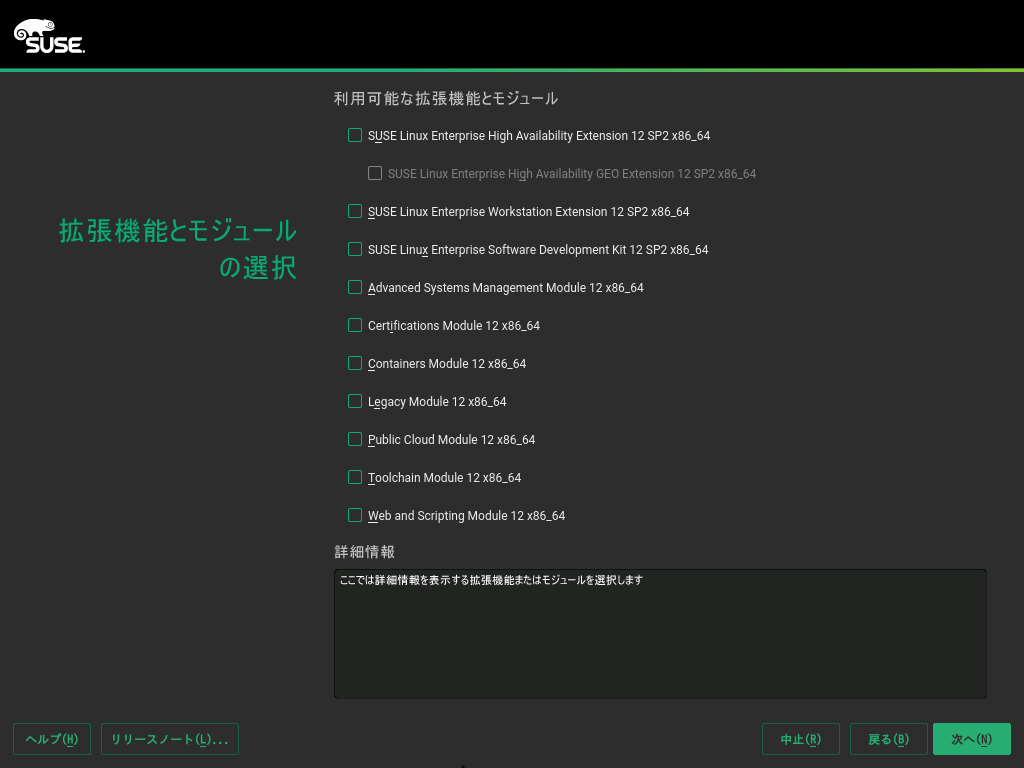 SUSE.
利用可能な拡張機能とモジュール
SUSE Linux Enterprise High Availability Extension 12 SP2 x86_64
SUSE Linux Enterprise High Availability GEO Extension 12 SP2 x86_64
SUSE Linux Enterprise Workstation Extension 12 SP2 x86_64
拡張機能とモジュール
の選択
SUSE Linux Enterprise Software Development Kit 12 SP2 x86_64
Advanced Systems Management Module 12 x86_64
Certifications Module 12 x86_64
Containers Module 12 x86_64
Legacy Module 12 x86_64
Public Cloud Module 12 x86_64
Toolchain Module 12 x86_64
Web and Scripting Module 12 x86_64
詳細情報
ここでは詳細情報を表示する拡張機能またはモジュールを選択します
ヘルプ(H)
リリースノート(L)...
中止(R)
戻る(B)
次へ(N)